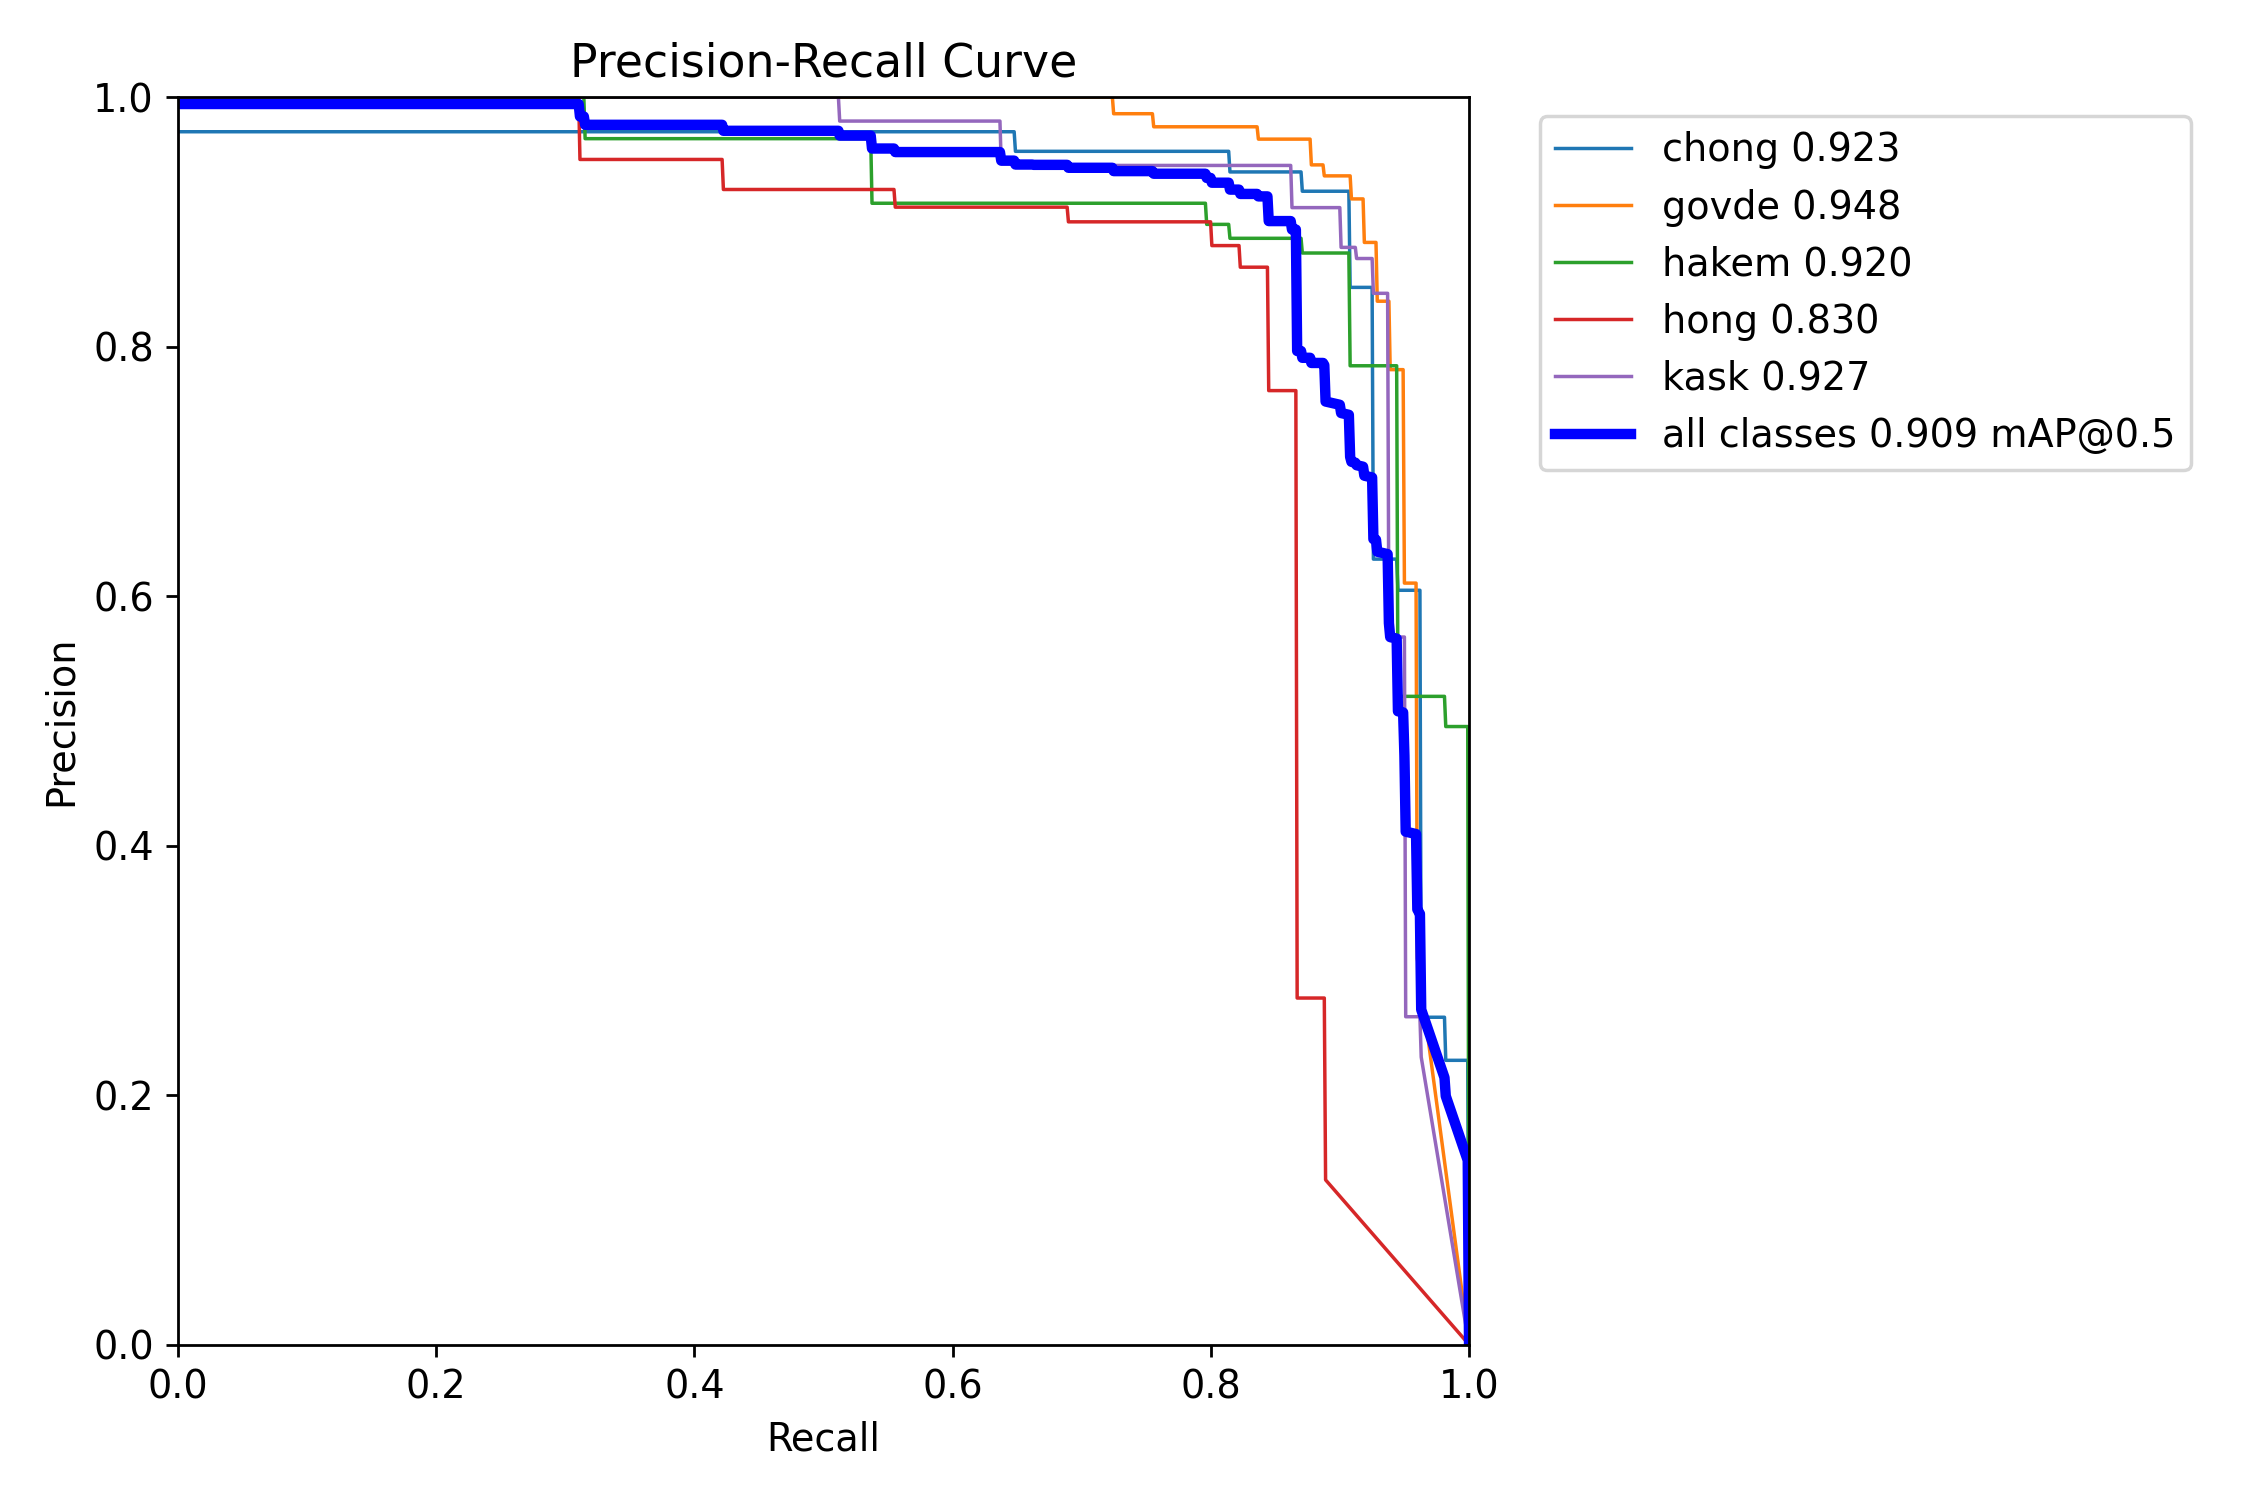 Precision-Recall Curve
1.0
0.8
0.6
0.4
0.2
0.0
Precision
0.0 0.2 0.4 0.6 0.8 1.0
Recall
chong 0.923
govde 0.948
hakem 0.920
hong 0.830
kask 0.927
all classes 0.909 mAP@0.5